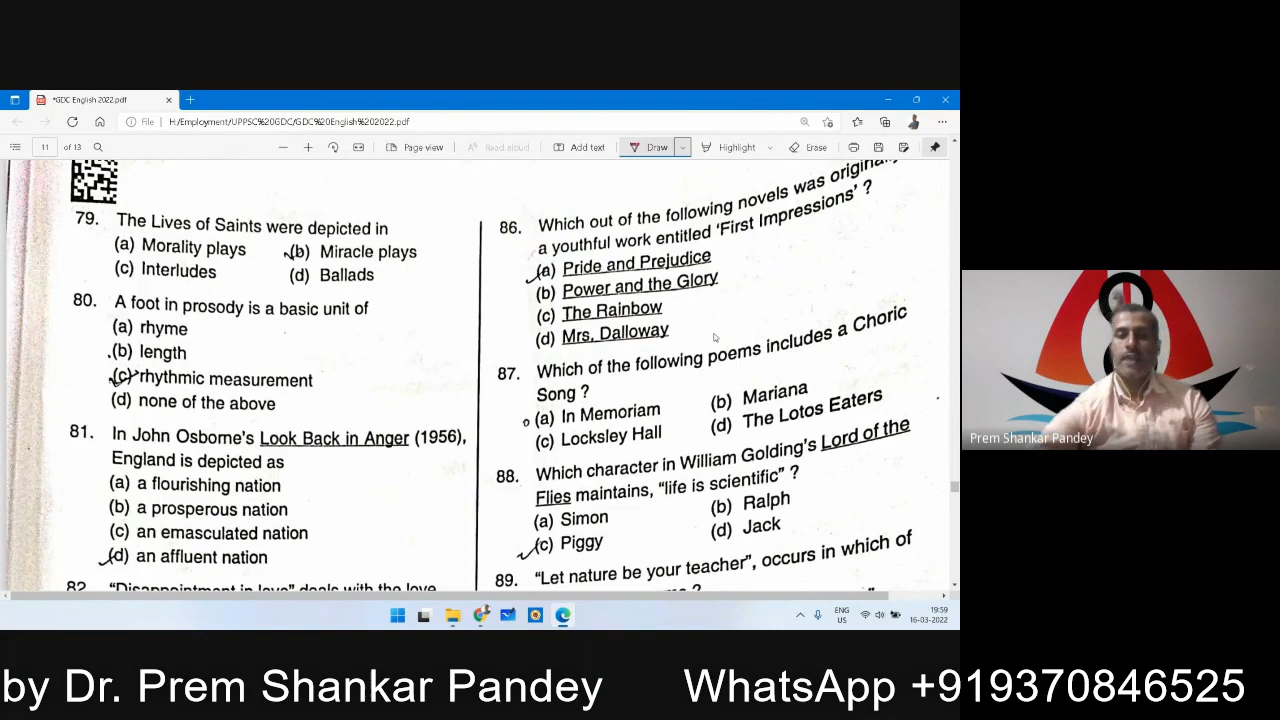 *GDC English 2022.pdf
File | H:/Employment/UPPSC%20GDC/GDC%20English%202022.pdf
11 of 13
Page view
Read aloud
Add text
Draw
Highlight
Erase
79. The Lives of Saints were depicted in
(a) Morality plays (b) Miracle plays
(c) Interludes (d) Ballads
80. A foot in prosody is a basic unit of
(a) rhyme
(b) length
(c) rhythmic measurement
(d) none of the above
81. In John Osborne's Look Back in Anger (1956),
England is depicted as
(a) a flourishing nation
(b) a prosperous nation
(c) an emasculated nation
(d) an affluent nation
82. "Disappointment in love" deals with the love
86. Which out of the following novels was originally
a youthful work entitled 'First Impressions' ?
(a) Pride and Prejudice
(b) Power and the Glory
(c) The Rainbow
(d) Mrs. Dalloway
87. Which of the following poems includes a Choric
Song ?
(a) In Memoriam (b) Mariana
(c) Locksley Hall (d) The Lotos Eaters
88. Which character in William Golding's Lord of the
Flies maintains, "life is scientific" ?
(a) Simon (b) Ralph
(c) Piggy (d) Jack
89. "Let nature be your teacher", occurs in which of
ENG
US
19:59
16-03-2022
Prem Shankar Pandey
by Dr. Prem Shankar Pandey WhatsApp +919370846525